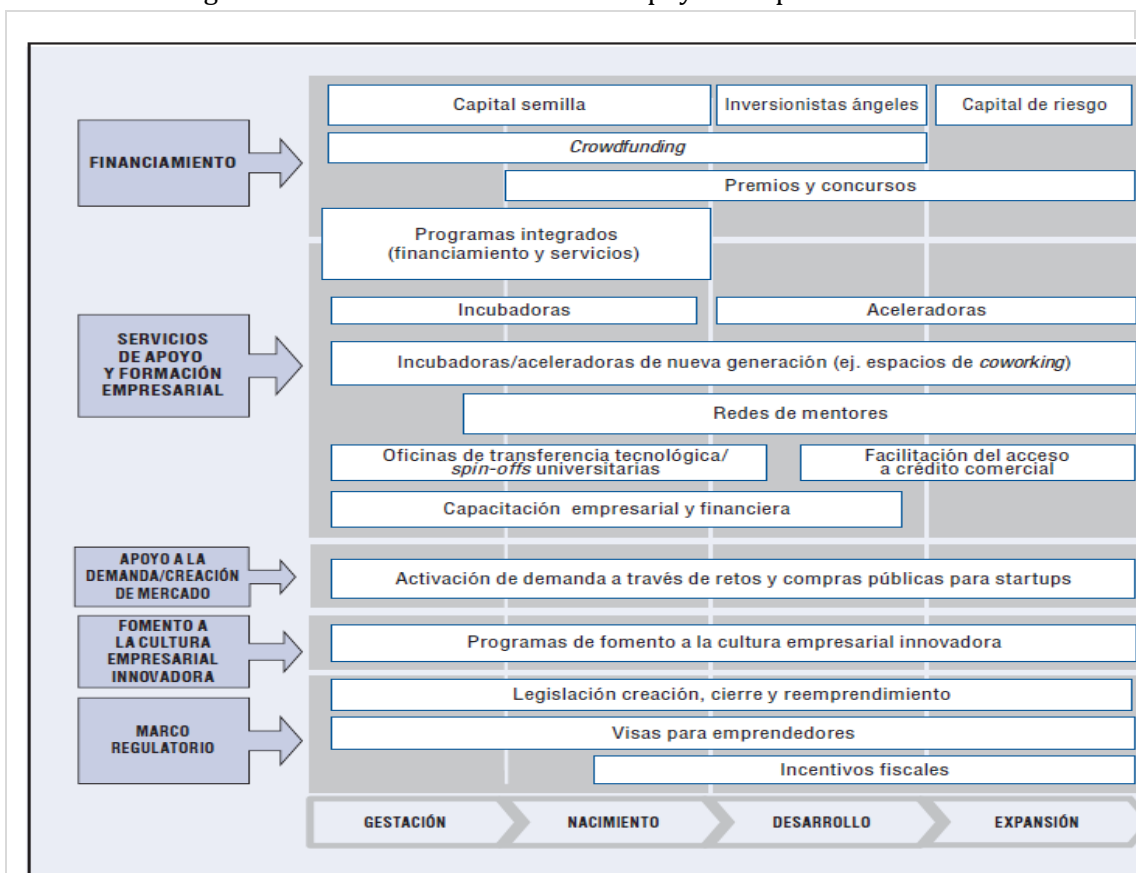 Capital semilla
Inversionistas ángeles
Capital de riesgo
FINANCIAMIENTO
Crowdfunding
Premios y concursos
Programas integrados
(financiamiento y servicios)
SERVICIOS
DE APOYO
Y FORMACIÓN
EMPRESARIAL
Incubadoras
Aceleradoras
Incubadoras/aceleradoras de nueva generación (ej. espacios de coworking)
Redes de mentores
Oficinas de transferencia tecnológica/
spin-offs universitarias
Facilitación del acceso
a crédito comercial
Capacitación empresarial y financiera
APOYO A LA
DEMANDA/CREACIÓN
DE MERCADO
Activación de demanda a través de retos y compras públicas para startups
FOMENTO A
LA CULTURA
EMPRESARIAL
INNOVADORA
Programas de fomento a la cultura empresarial innovadora
MARCO
REGULATORIO
Legislación creación, cierre y reemprendimiento
Visas para emprendedores
Incentivos fiscales
GESTACIÓN
NACIMIENTO
DESARROLLO
EXPANSIÓN